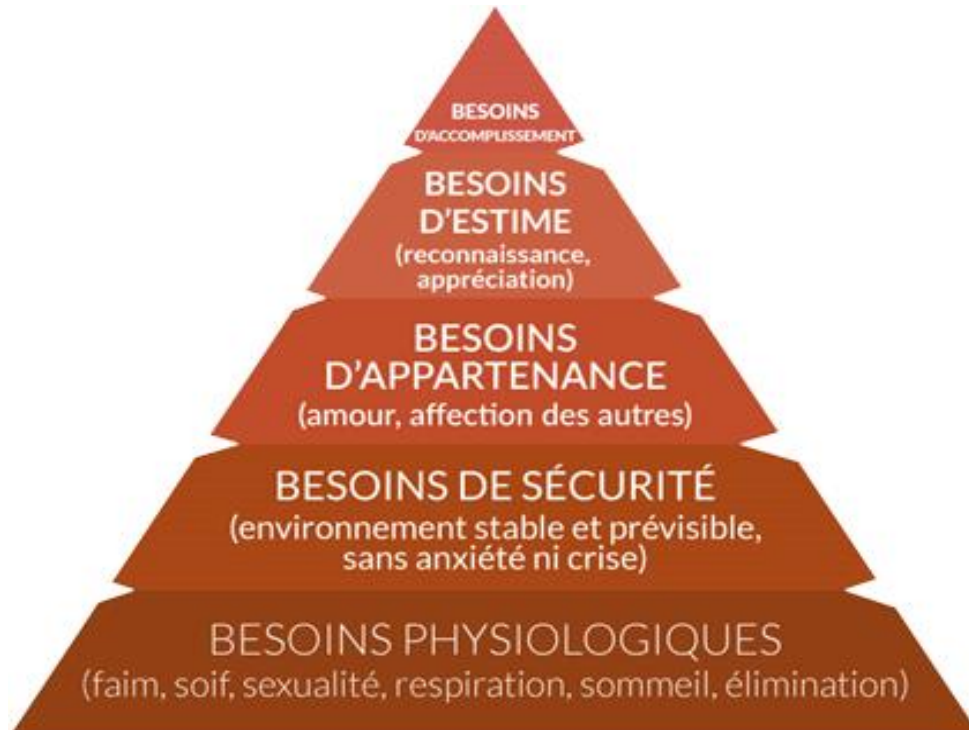 BESOINS
D'ACCOMPLISSEMENT
BESOINS
D'ESTIME
(reconnaissance,
appréciation)
BESOINS
D'APPARTENANCE
(amour, affection des autres)
BESOINS DE SÉCURITÉ
(environnement stable et prévisible,
sans anxiété ni crise)
BESOINS PHYSIOLOGIQUES
(faim, soif, sexualité, respiration, sommeil, élimination)